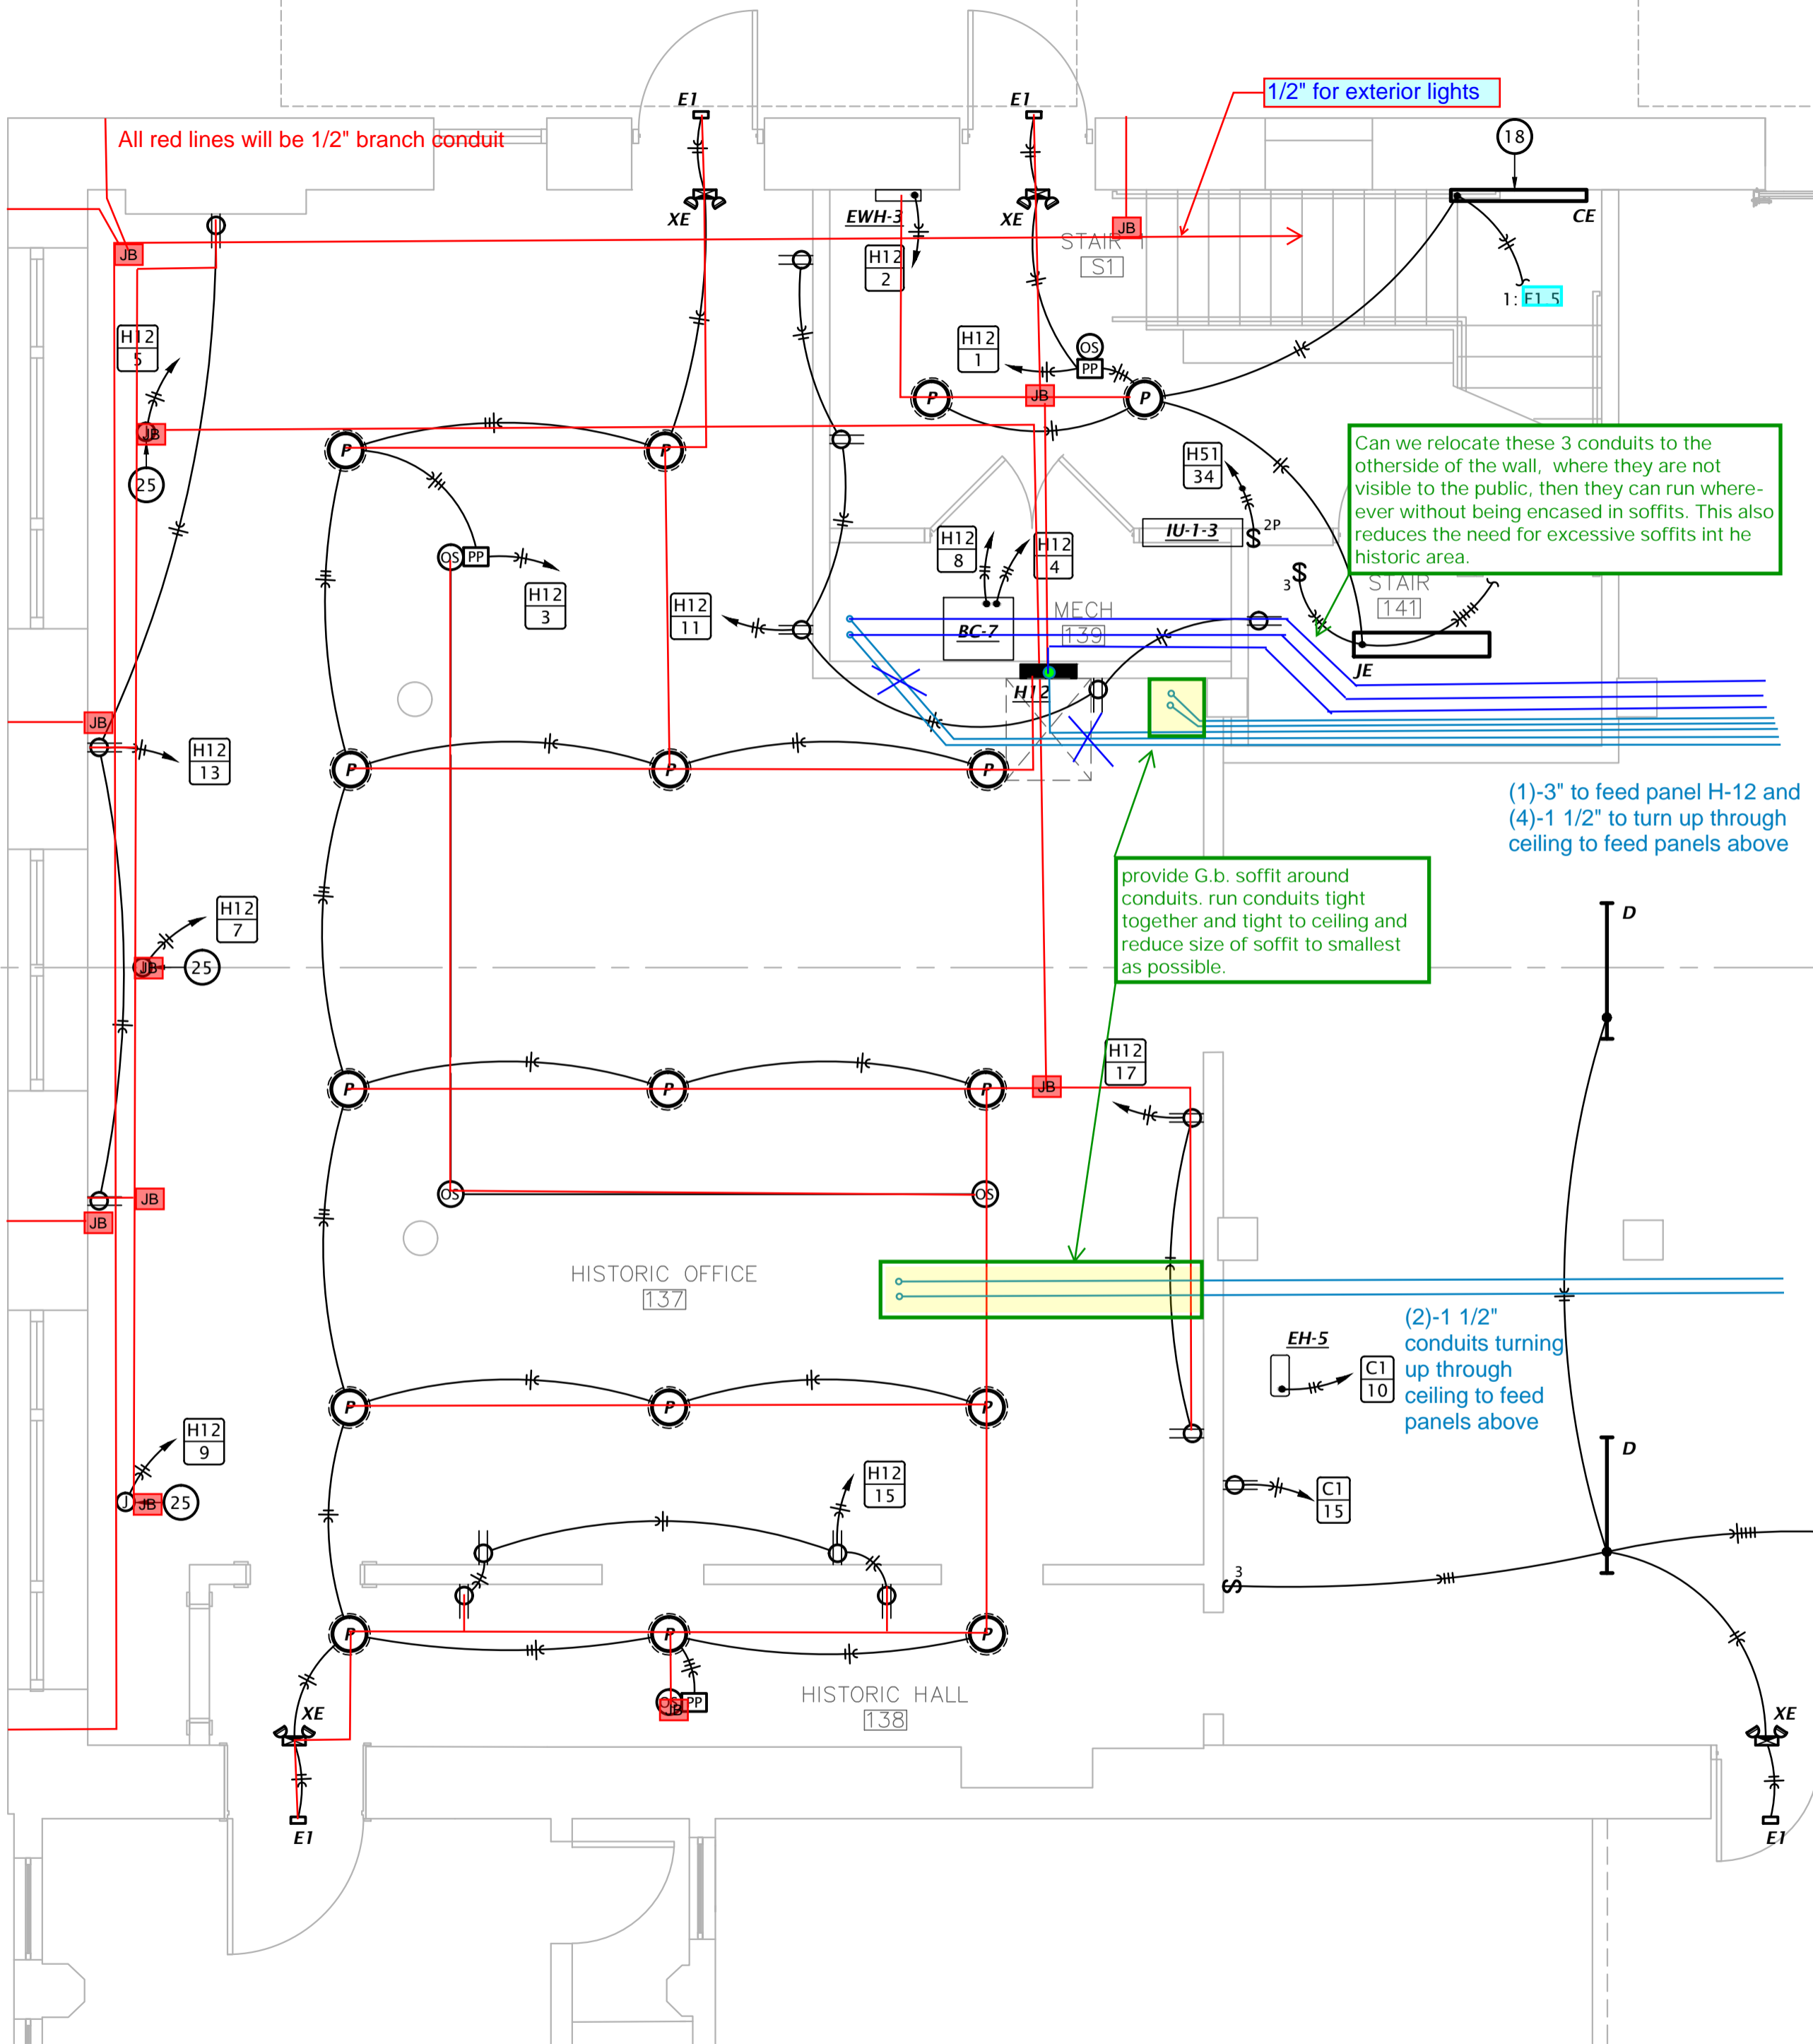 E1
E1
1/2" for exterior lights
All red lines will be 1/2" branch conduit
18
XE
EWH-3
XE
CE
JB
STAIR 1
S1
JB
H12
2
1: E1.5
H12
5
H12
1
OS
PP
P
JB
P
JB
P
P
25
H51
34
Can we relocate these 3 conduits to the
otherside of the wall, where they are not
visible to the public, then they can run where-
ever without being encased in soffits. This also
reduces the need for excessive soffits int he
historic area.
OS
PP
H12
3
H12
8
H12
4
IU-1-3
$ 2P
3 $
STAIR
141
H12
11
BC-7
MECH
139
JE
H12
JB
H12
13
P
P
P
(1)-3" to feed panel H-12 and
(4)-1 1/2" to turn up through
ceiling to feed panels above
H12
7
provide G.b. soffit around
conduits. run conduits tight
together and tight to ceiling and
reduce size of soffit to smallest
as possible.
D
JB
25
H12
17
P
P
P
JB
JB
OS
OS
JB
HISTORIC OFFICE
137
(2)-1 1/2"
conduits turning
up through
ceiling to feed
panels above
EH-5
C1
10
P
P
P
H12
9
D
H12
15
C1
15
J
JB
25
$ 3
P
P
P
OS
PP
JB
HISTORIC HALL
138
XE
XE
E1
E1